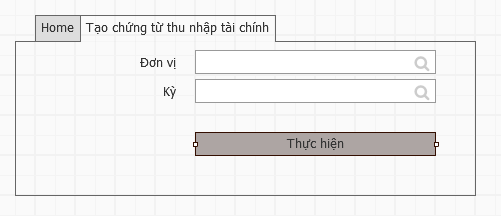 Home Tạo chứng từ thu nhập tài chính
Đơn vị
Kỳ
Thực hiện